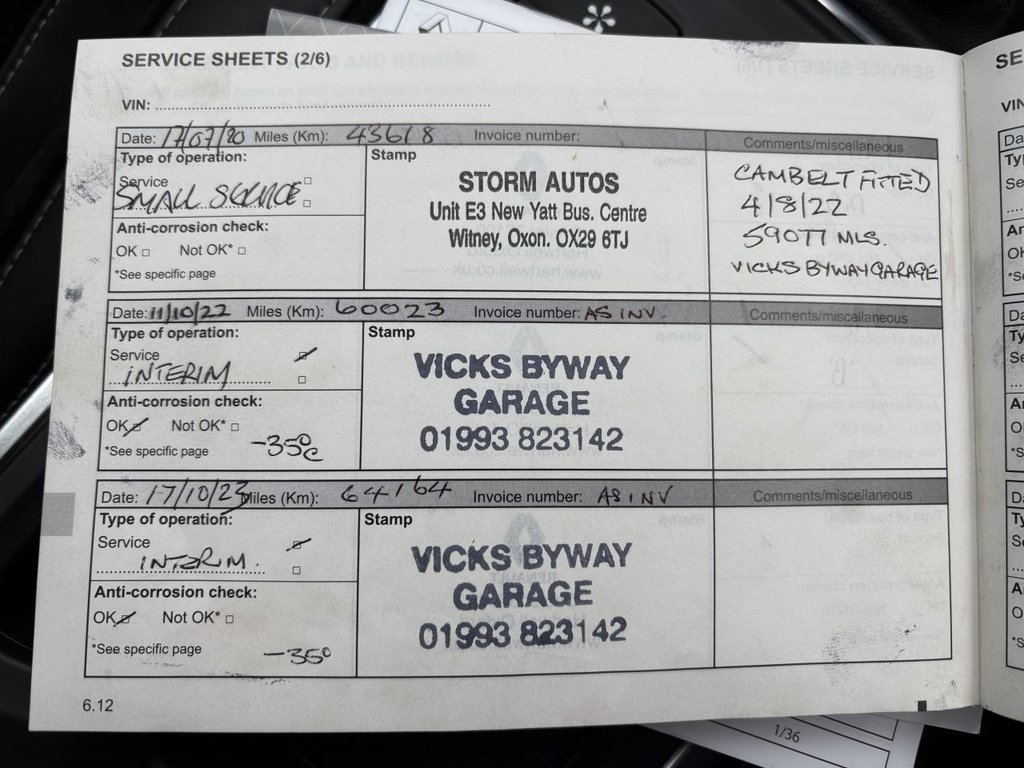 SERVICE SHEETS (2/6)
VIN:
Date: 17/07/20 Miles (Km): 43618 Invoice number:
Comments/miscellaneous
Type of operation:
Service
SMALL SERVICE
Anti-corrosion check:
OK Not OK*
*See specific page
Stamp
STORM AUTOS
Unit E3 New Yatt Bus. Centre
Witney, Oxon. OX29 6TJ
CAMBELT FITTED
4/8/22
59077 MLS.
VICKS BYWAY GARAGE
Date: 11/10/22 Miles (Km): 60023 Invoice number: AS INV.
Comments/miscellaneous
Type of operation:
Service
INTERIM
Anti-corrosion check:
OK Not OK*
*See specific page
-35°C
Stamp
VICKS BYWAY
GARAGE
01993 823142
Date: 17/10/23 Miles (Km): 64164 Invoice number: AS INV
Comments/miscellaneous
Type of operation:
Service
INTERIM.
Anti-corrosion check:
OK Not OK*
*See specific page
-35°
Stamp
VICKS BYWAY
GARAGE
01993 823142
6.12
1/36
SE
VIN